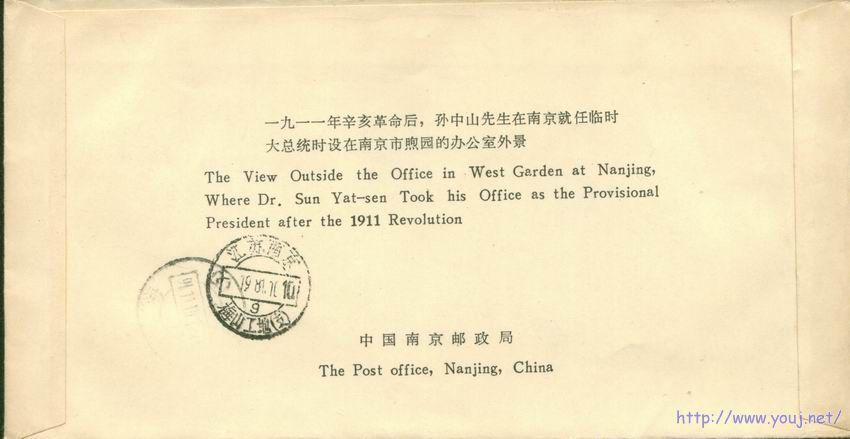 一九一一年辛亥革命后，孙中山先生在南京就任临时
大总统时设在南京市煦园的办公室外景
The View Outside the Office in West Garden at Nanjing,
Where Dr. Sun Yat-sen Took his Office as the Provisional
President after the 1911 Revolution
江苏南京
中国南京邮政局
The Post office, Nanjing, China
http://www.youj.net/